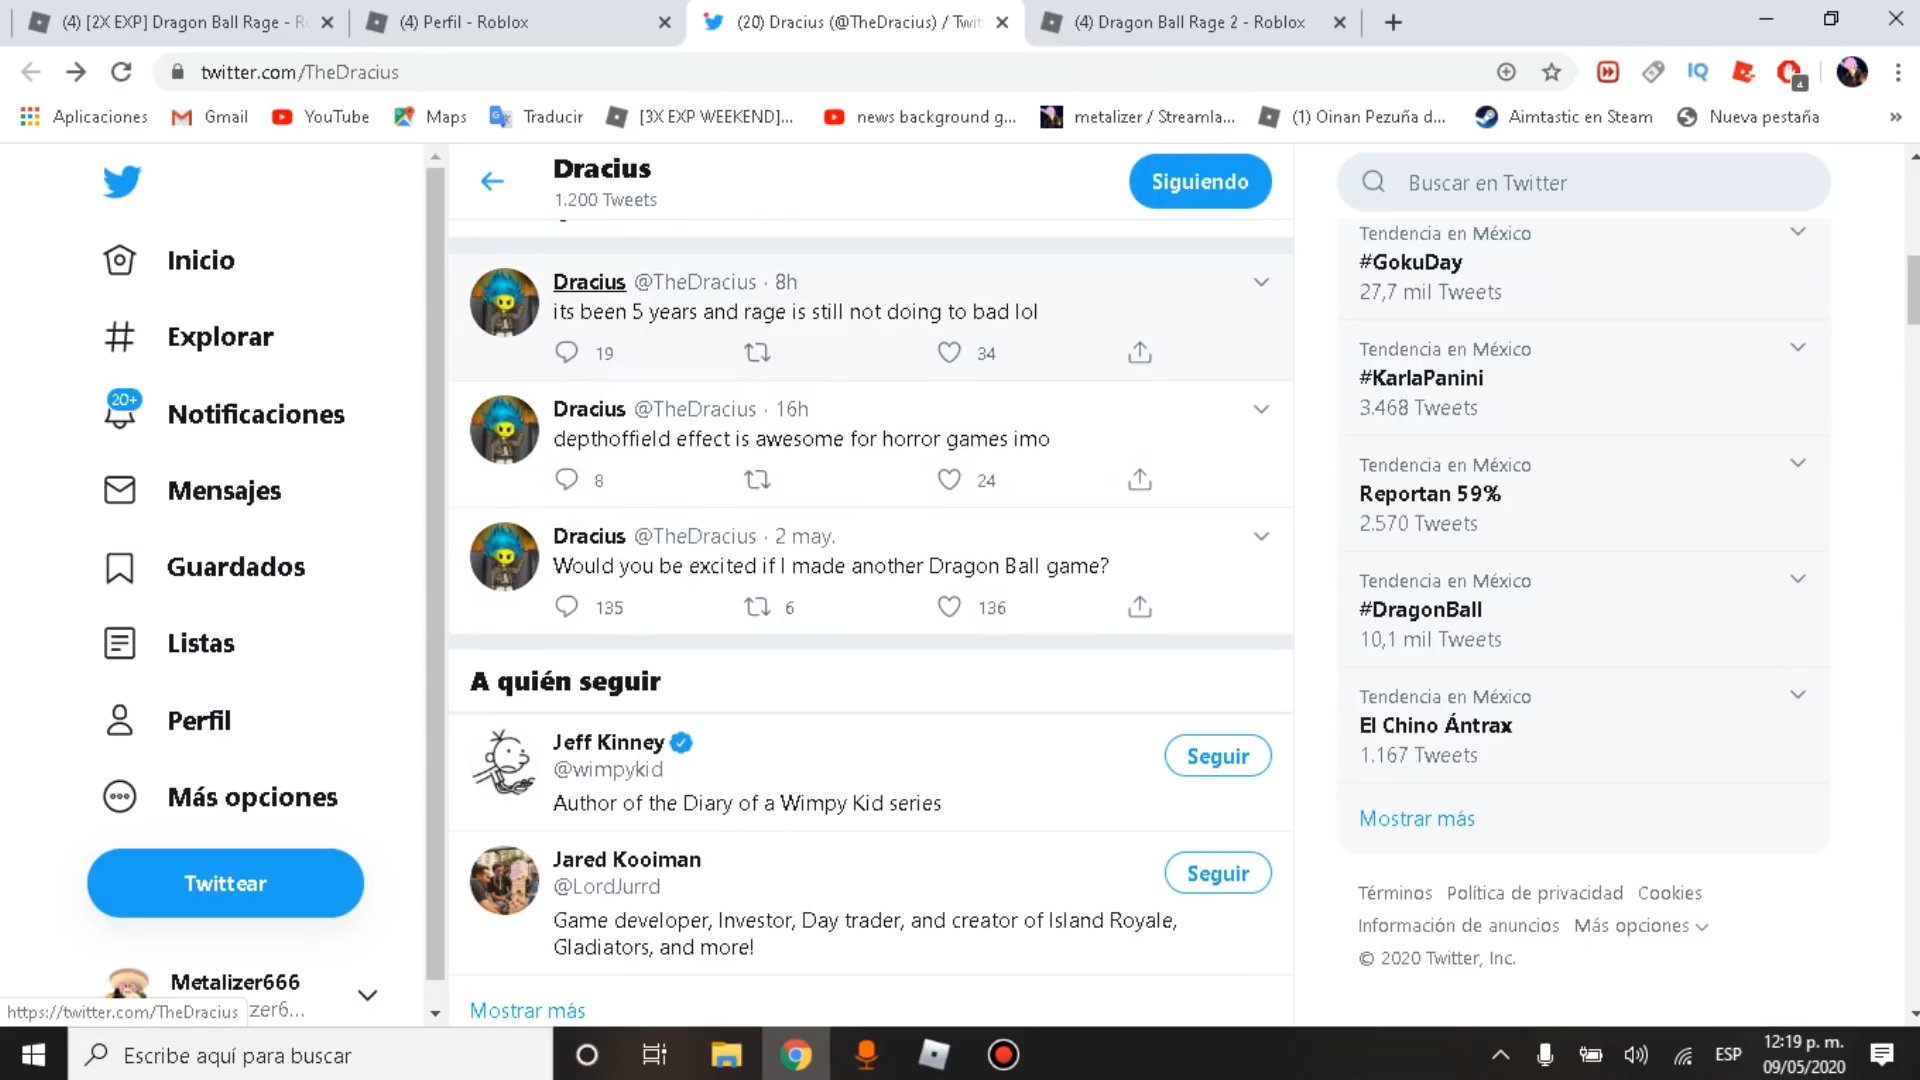 (4) [2X EXP] Dragon Ball Rage - R
(4) Perfil - Roblox
(20) Dracius (@TheDracius) / Twit
(4) Dragon Ball Rage 2 - Roblox
twitter.com/TheDracius
Aplicaciones
Gmail
YouTube
Maps
Traducir
[3X EXP WEEKEND]...
news background g...
metalizer / Streamla...
(1) Oinan Pezuña d...
Aimtastic en Steam
Nueva pestaña
»
IQ
a
Inicio
Explorar
20+
Notificaciones
Mensajes
Guardados
Listas
Perfil
Más opciones
Twittear
Metalizer666
zer6...
https://twitter.com/TheDracius
Dracius
1.200 Tweets
Siguiendo
Dracius @TheDracius · 8h
its been 5 years and rage is still not doing to bad lol
19 34
Dracius @TheDracius · 16h
depthoffield effect is awesome for horror games imo
8 24
Dracius @TheDracius · 2 may.
Would you be excited if I made another Dragon Ball game?
135 6 136
A quién seguir
Jeff Kinney
@wimpykid
Author of the Diary of a Wimpy Kid series
Seguir
Jared Kooiman
@LordJurrd
Game developer, Investor, Day trader, and creator of Island Royale,
Gladiators, and more!
Seguir
Mostrar más
Buscar en Twitter
Tendencia en México
#GokuDay
27,7 mil Tweets
Tendencia en México
#KarlaPanini
3.468 Tweets
Tendencia en México
Reportan 59%
2.570 Tweets
Tendencia en México
#DragonBall
10,1 mil Tweets
Tendencia en México
El Chino Ántrax
1.167 Tweets
Mostrar más
Términos Política de privacidad Cookies
Información de anuncios Más opciones
© 2020 Twitter, Inc.
Escribe aquí para buscar
ESP
12:19 p. m.
09/05/2020